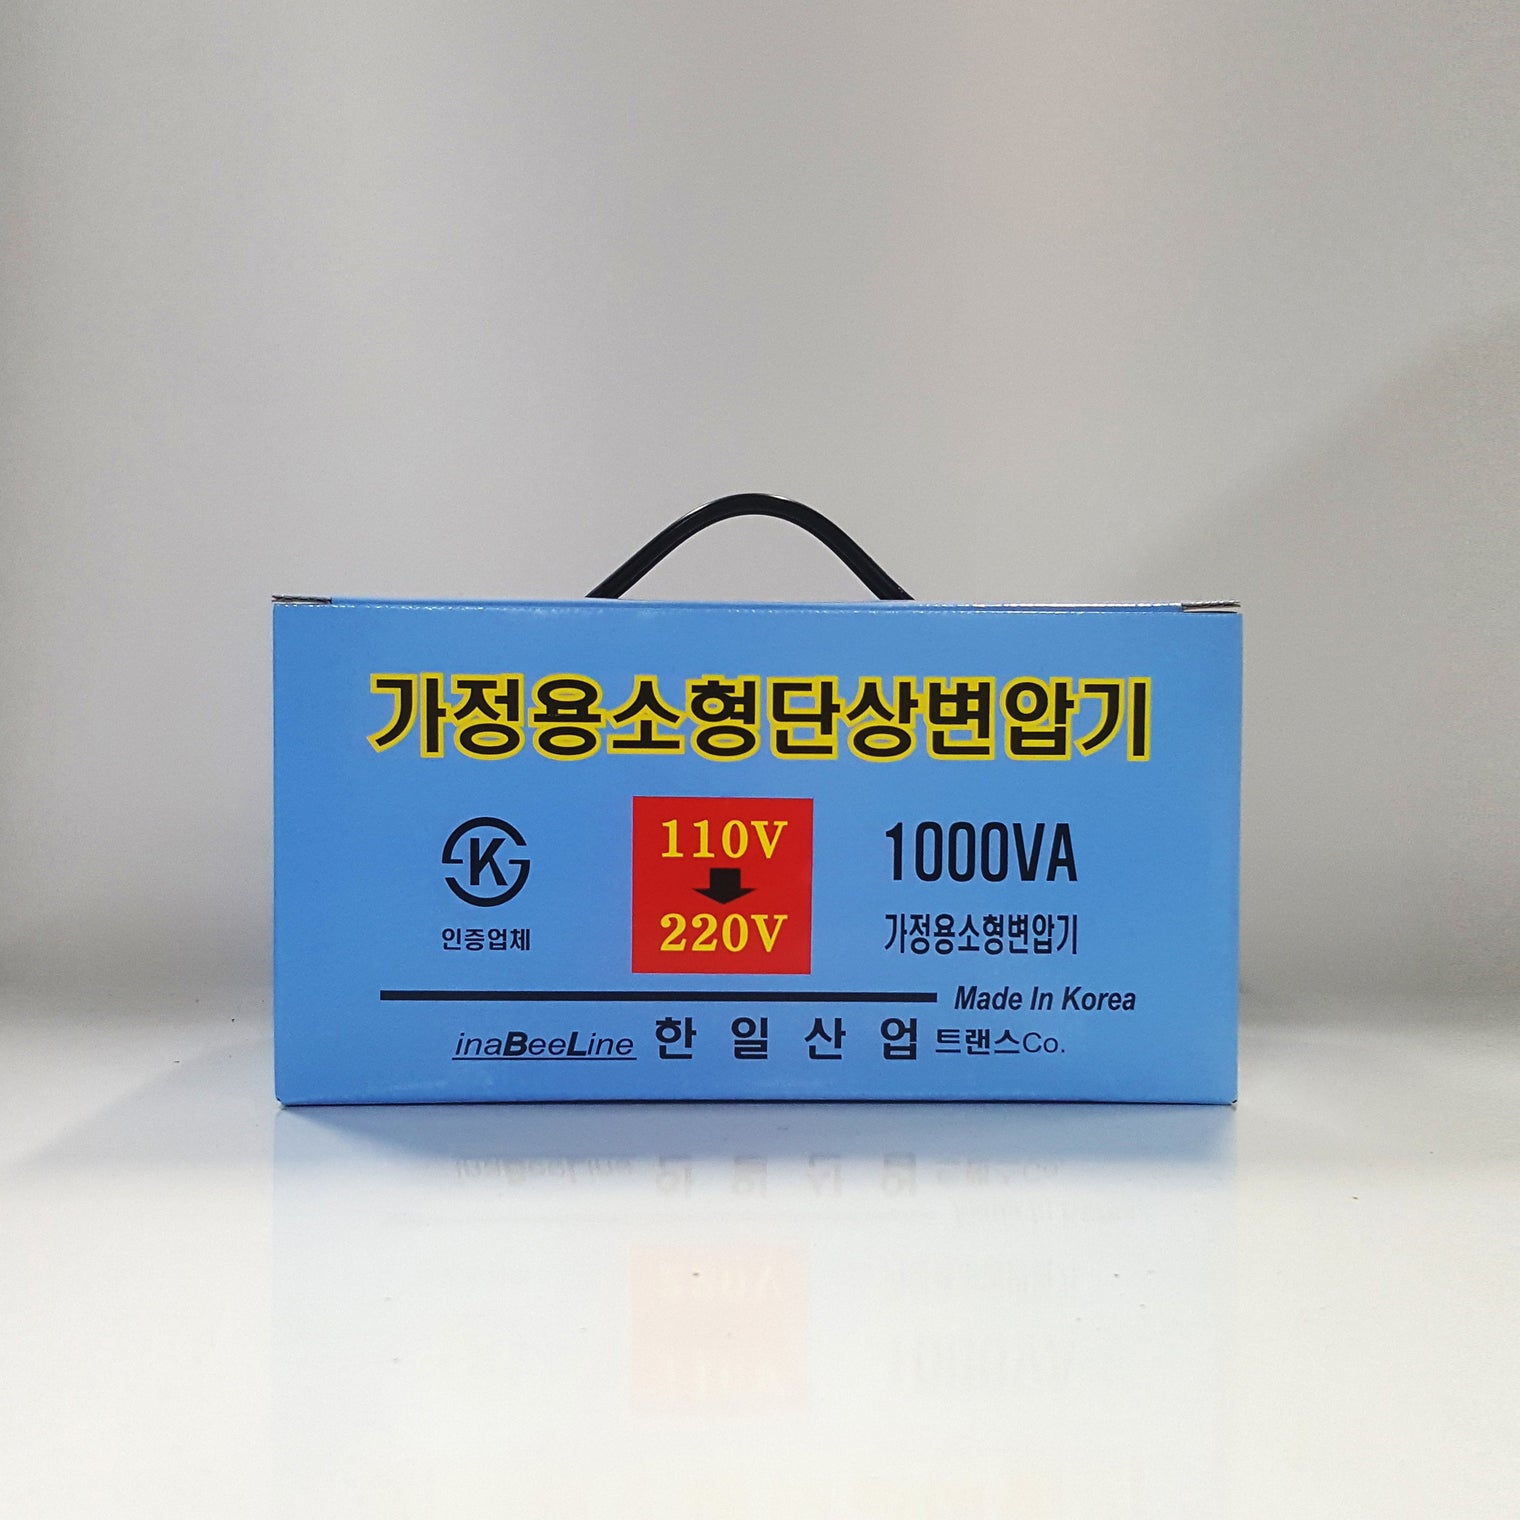 가정용소형단상변압기
KS
인증업체
110V
220V
1000VA
가정용소형변압기
Made In Korea
inaBeeLine 한 일 산 업 트랜스Co.